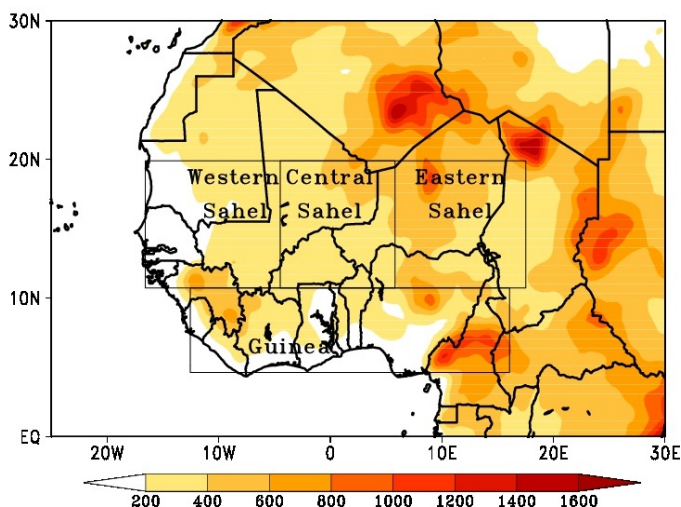 30N
Western Central Eastern
Sahel Sahel Sahel
20N
10N
Guinea
EQ
20W 10W 0 10E 20E 30E
200 400 600 800 1000 1200 1400 1600